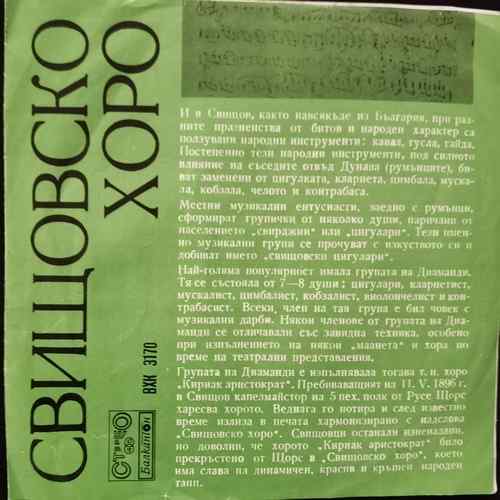 СВИЩОВСКО
ХОРО
ВХК 3170
СТЕРЕО
Балкантон
И в Свищов, както навсякъде из България, при раз-
ните празненства от битов и народен характер са
ползувани народни инструменти: кавал, гусла, гайда.
Постепенно тези народни инструменти, под силното
влияние на съседите отвъд Дунава (румънците), би-
ват заменени от цигулката, кларнета, цимбала, муска-
ла, кобзала, челото и контрабаса.
Местни музикални ентусиасти, заедно с румънци,
сформират групички от няколко души, наричани от
населението „свирджии" или „цигулари". Тези имен-
но музикални групи се прочуват с изкуството си и
добиват името „свищовски цигулари".
Най-голяма популярност имала групата на Диаманди.
Тя се състояла от 7—8 души: цигулари, кларнетист,
мускалист, цимбалист, кобзалист, виолончелист и кон-
трабасист. Всеки член на тая група е бил човек с
музикални дарби. Някои членове от групата на Диа-
манди се отличавали със завидна техника, особено
при изпълнението на някои „маанета" и хора по
време на театрални представления.
Групата на Диаманди е изпълнявала тогава т. н. хоро
„Кириак аристократ". Пребиваващият на 11. V. 1896 г.
в Свищов капелмайстор на 5 пех. полк от Русе Щорс
харесва хорото. Веднага го нотира и след известно
време излиза в печата хармонизирано с надслова
„Свищовско хоро". Свищовци останали изненадани,
но доволни, че хорото „Кириак аристократ" било
прекръстено от Щорс в „Свищовско хоро", което
има слава на динамичен, красив и кръшен народен
танц.